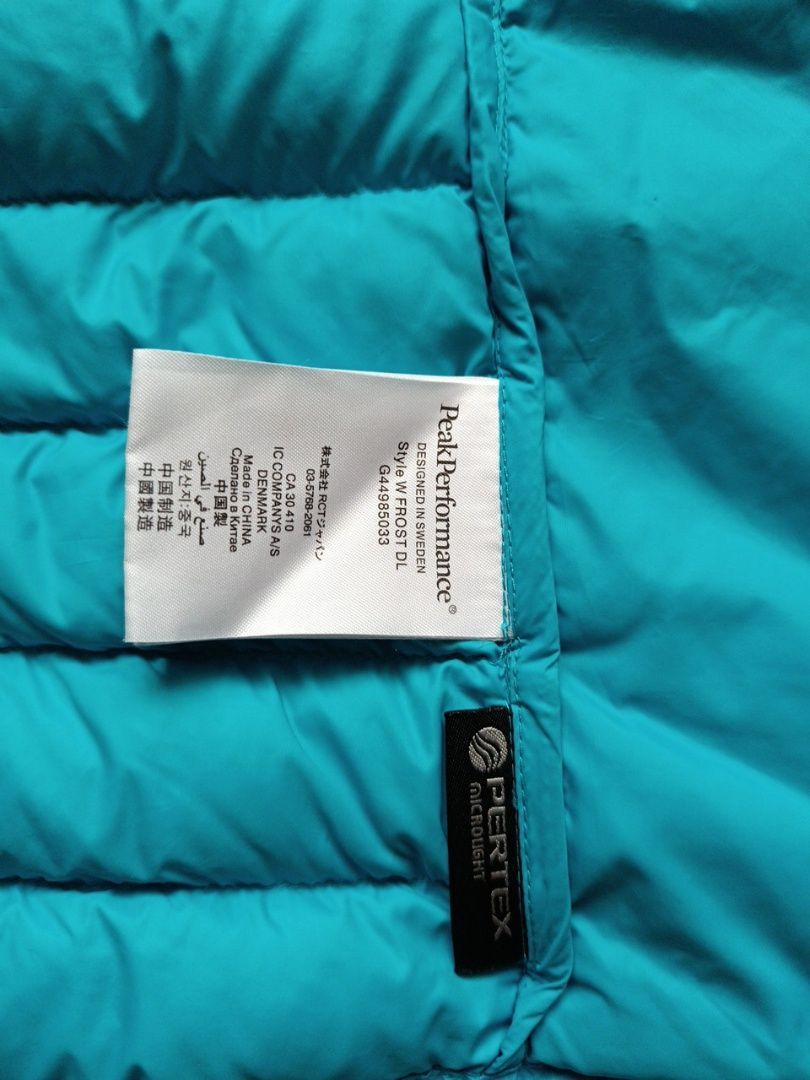 PeakPerformance®
DESIGNED IN SWEDEN
Style W FROST DL
G44985033
株式会社 RCTジャパン
03-5768-2061
CA 30 410
IC COMPANYS A/S
DENMARK
中国製
Made in CHINA
Сделано в Китае
صنع في الصين
원산지:중국
中国制造
中國製造
PERTEX
MICROLIGHT